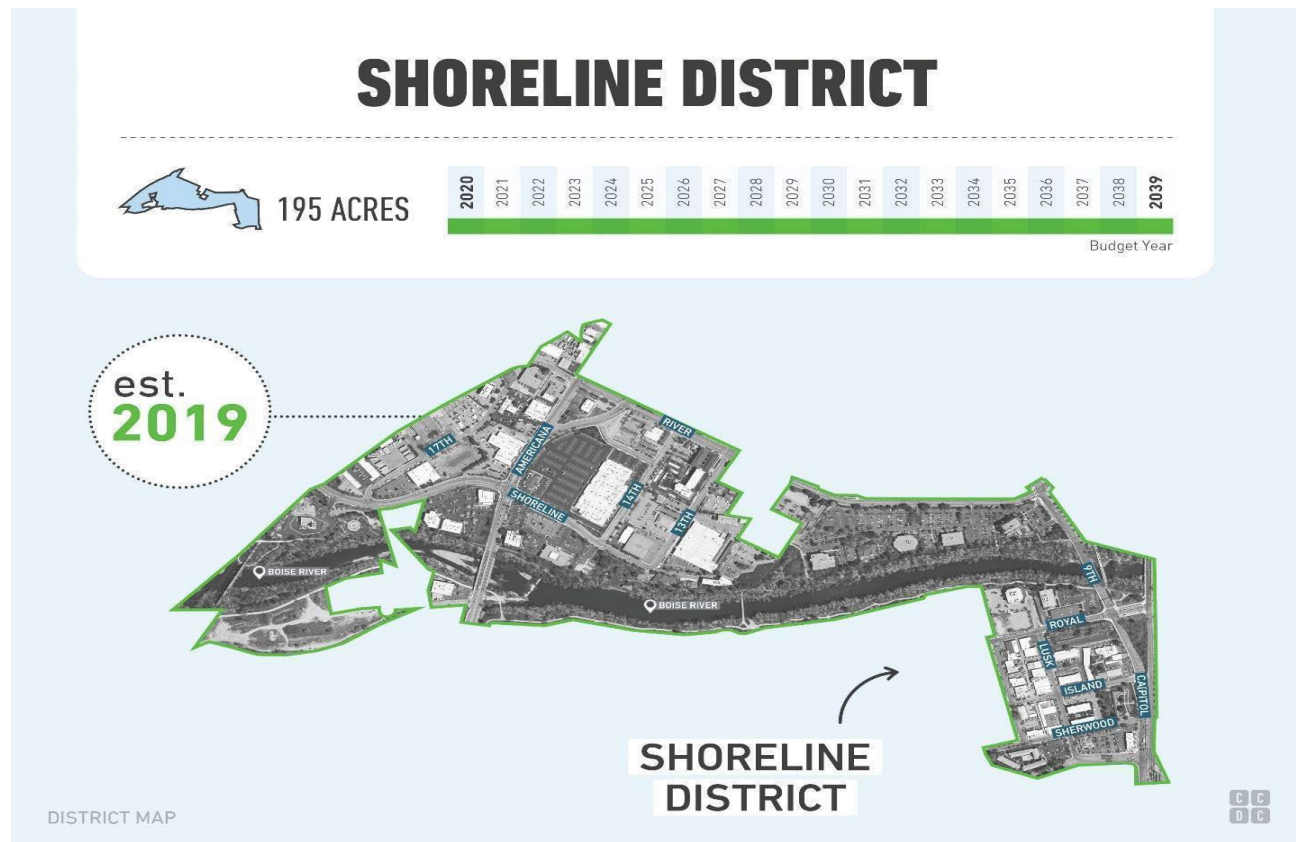 SHORELINE DISTRICT
195 ACRES
2020 2021 2022 2023 2024 2025 2026 2027 2028 2029 2030 2031 2032 2033 2034 2035 2036 2037 2038 2039
Budget Year
est.
2019
RIVER
17TH
AMERICANA
SHORELINE
14TH
13TH
BOISE RIVER
BOISE RIVER
9TH
ROYAL
LUSK
ISLAND
CAPITOL
SHERWOOD
SHORELINE
DISTRICT
DISTRICT MAP
CC
DC